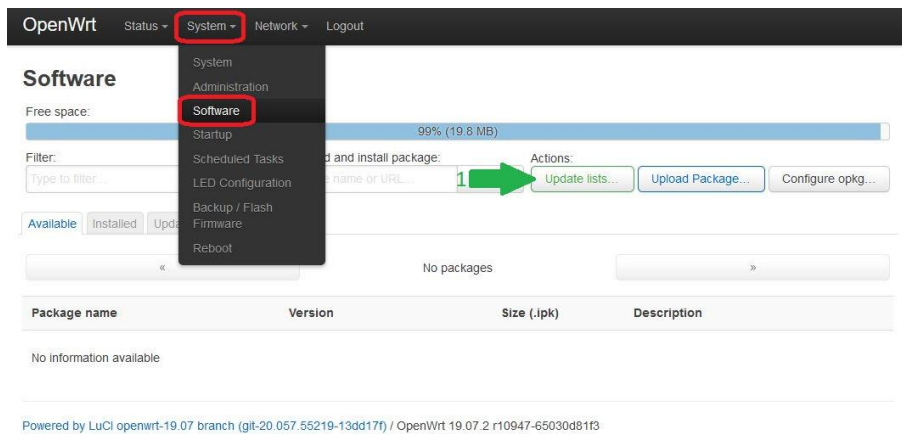 OpenWrt Status System Network Logout
System
Administration
Software
Startup
Scheduled Tasks
LED Configuration
Backup / Flash
Firmware
Reboot
Software
Free space:
99% (19.8 MB)
Filter:
d and install package:
Actions:
Type to filter...
name or URL...
1
Update lists...
Upload Package...
Configure opkg...
Available Installed Upda
« No packages »
Package name Version Size (.ipk) Description
No information available
Powered by LuCI openwrt-19.07 branch (git-20.057.55219-13dd17f) / OpenWrt 19.07.2 r10947-65030d81f3